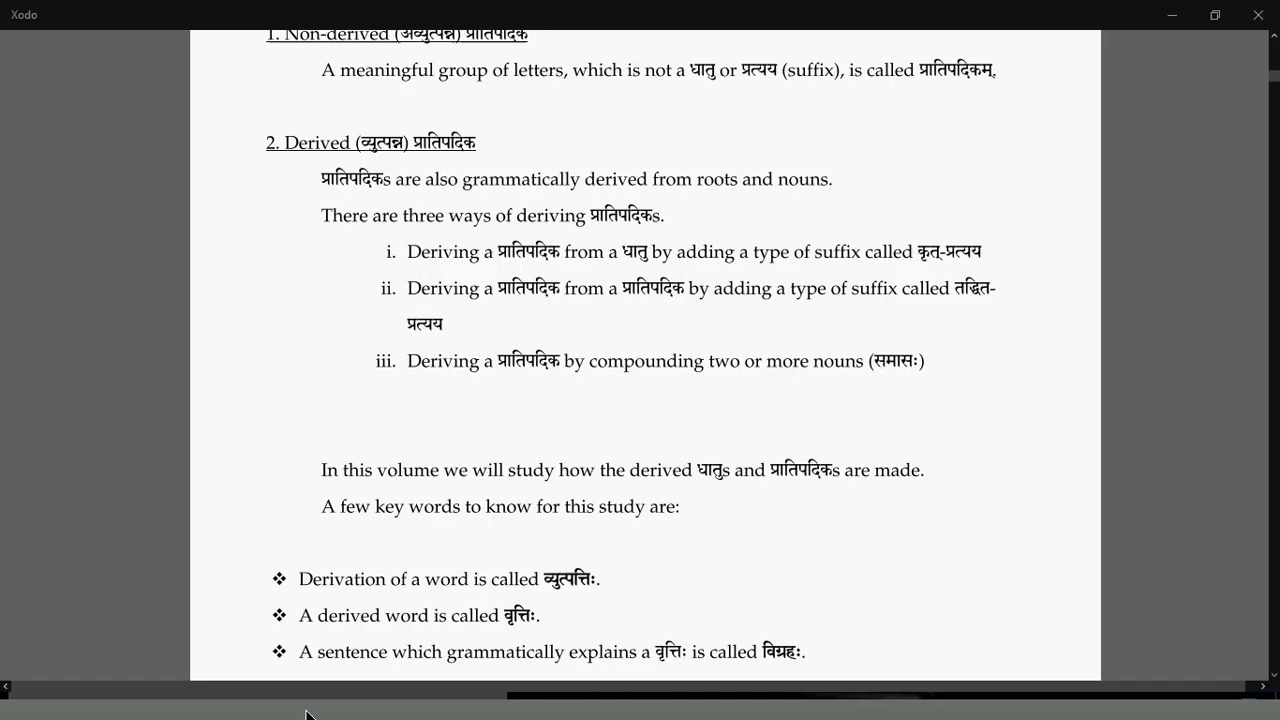 Xodo
1. Non-derived (अव्युत्पन्न) प्रातिपदिक
A meaningful group of letters, which is not a धातु or प्रत्यय (suffix), is called प्रातिपदिकम्.
2. Derived (व्युत्पन्न) प्रातिपदिक
प्रातिपदिकs are also grammatically derived from roots and nouns.
There are three ways of deriving प्रातिपदिकs.
i. Deriving a प्रातिपदिक from a धातु by adding a type of suffix called कृत्-प्रत्यय
ii. Deriving a प्रातिपदिक from a प्रातिपदिक by adding a type of suffix called तद्धित-
प्रत्यय
iii. Deriving a प्रातिपदिक by compounding two or more nouns (समासः)
In this volume we will study how the derived धातुs and प्रातिपदिकs are made.
A few key words to know for this study are:
❖ Derivation of a word is called व्युत्पत्तिः.
❖ A derived word is called वृत्तिः.
❖ A sentence which grammatically explains a वृत्तिः is called विग्रहः.